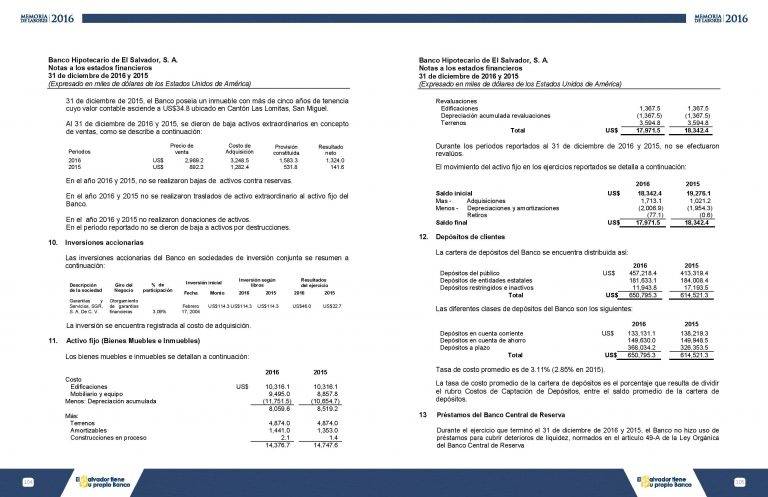 MEMORIA DE LABORES 2016
Banco Hipotecario de El Salvador, S. A.
Notas a los estados financieros
31 de diciembre de 2016 y 2015
(Expresado en miles de dólares de los Estados Unidos de América)
31 de diciembre de 2015, el Banco poseía un inmueble con más de cinco años de tenencia
cuyo valor contable asciende a US$34.8 ubicado en Cantón Las Lomitas, San Miguel.
Al 31 de diciembre de 2016 y 2015, se dieron de baja activos extraordinarios en concepto
de ventas, como se describe a continuación:
Periodos Precio de venta Costo de Adquisición Provisión constituida Resultado neto
2016 US$ 2,989.2 3,248.5 1,583.3 1,324.0
2015 US$ 892.2 1,282.4 531.8 141.6
En el año 2016 y 2015, no se realizaron bajas de activos contra reservas.
En el año 2016 y 2015 no se realizaron traslados de activo extraordinario al activo fijo del
Banco.
En el año 2016 y 2015 no realizaron donaciones de activos.
En el periodo reportado no se dieron de baja a activos por destrucciones.
10. Inversiones accionarias
Las inversiones accionarias del Banco en sociedades de inversión conjunta se resumen a
continuación:
Descripción de la sociedad Giro del Negocio % de participación Inversión inicial Inversión según libros Resultados del ejercicio
Fecha Monto 2016 2015 2016 2015
Garantías y Servicios, SGR, S. A. De C. V. Otorgamiento de garantías financieras 3.09% Febrero 17, 2004 US$114.3 US$114.3 US$114.3 US$46.0 US$22.7
La inversión se encuentra registrada al costo de adquisición.
11. Activo fijo (Bienes Muebles e Inmuebles)
Los bienes muebles e inmuebles se detallan a continuación:
2016 2015
Costo
Edificaciones US$ 10,316.1 10,316.1
Mobiliario y equipo 9,495.0 8,857.8
Menos: Depreciación acumulada (11,751.5) (10,654.7)
8,059.6 8,519.2
Más:
Terrenos 4,874.0 4,874.0
Amortizables 1,441.0 1,353.0
Construcciones en proceso 2.1 1.4
14,376.7 14,747.6
104
El Salvador tiene
su propio Banco
MEMORIA DE LABORES 2016
Banco Hipotecario de El Salvador, S. A.
Notas a los estados financieros
31 de diciembre de 2016 y 2015
(Expresado en miles de dólares de los Estados Unidos de América)
Revaluaciones
Edificaciones 1,367.5 1,367.5
Depreciación acumulada revaluaciones (1,367.5) (1,367.5)
Terrenos 3,594.8 3,594.8
Total US$ 17,971.5 18,342.4
Durante los periodos reportados al 31 de diciembre de 2016 y 2015, no se efectuaron
revalúos.
El movimiento del activo fijo en los ejercicios reportados se detalla a continuación:
2016 2015
Saldo inicial US$ 18,342.4 19,276.1
Mas - Adquisiciones 1,713.1 1,021.2
Menos - Depreciaciones y amortizaciones (2,006.9) (1,954.3)
Retiros (77.1) (0.6)
Saldo final US$ 17,971.5 18,342.4
12. Depósitos de clientes
La cartera de depósitos del Banco se encuentra distribuida así:
2016 2015
Depósitos del público US$ 457,218.4 413,319.4
Depósitos de entidades estatales 181,633.1 184,008.4
Depósitos restringidos e inactivos 11,943.8 17,193.5
Total US$ 650,795.3 614,521.3
Las diferentes clases de depósitos del Banco son los siguientes:
2016 2015
Depósitos en cuenta corriente US$ 133,131.1 138,219.3
Depósitos en cuenta de ahorro 149,630.0 149,948.5
Depósitos a plazo 368,034.2 326,353.5
Total US$ 650,795.3 614,521.3
Tasa de costo promedio es de 3.11% (2.85% en 2015).
La tasa de costo promedio de la cartera de depósitos es el porcentaje que resulta de dividir
el rubro Costos de Captación de Depósitos, entre el saldo promedio de la cartera de
depósitos.
13 Préstamos del Banco Central de Reserva
Durante el ejercicio que terminó el 31 de diciembre de 2016 y 2015, el Banco no hizo uso de
préstamos para cubrir deterioros de liquidez, normados en el artículo 49-A de la Ley Orgánica
del Banco Central de Reserva
El Salvador tiene
su propio Banco
105